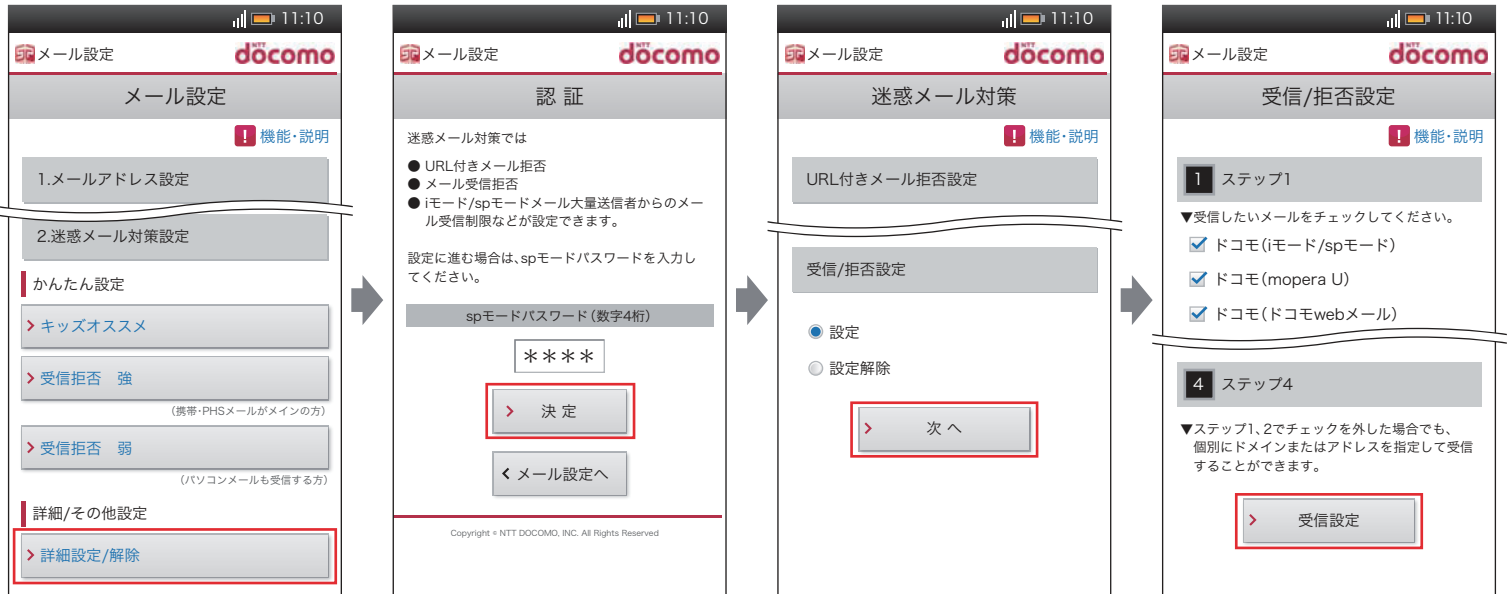 11:10
メール設定
NTT
döcomo
メール設定
! 機能・説明
1.メールアドレス設定
2.迷惑メール対策設定
かんたん設定
キッズオススメ
受信拒否 強
(携帯・PHSメールがメインの方)
受信拒否 弱
(パソコンメールも受信する方)
詳細/その他設定
詳細設定/解除
11:10
メール設定
NTT
döcomo
認 証
迷惑メール対策では
● URL付きメール拒否
● メール受信拒否
● iモード/spモードメール大量送信者からのメー
ル受信制限などが設定できます。
設定に進む場合は、spモードパスワードを入力し
てください。
spモードパスワード(数字4桁)
＊＊＊＊
決 定
メール設定へ
Copyright © NTT DOCOMO, INC. All Rights Reserved
11:10
メール設定
NTT
döcomo
迷惑メール対策
! 機能・説明
URL付きメール拒否設定
受信/拒否設定
設定
設定解除
次 へ
11:10
メール設定
NTT
döcomo
受信/拒否設定
! 機能・説明
1 ステップ1
▼受信したいメールをチェックしてください。
ドコモ(iモード/spモード)
ドコモ(mopera U)
ドコモ(ドコモwebメール)
4 ステップ4
▼ステップ1、2でチェックを外した場合でも、
個別にドメインまたはアドレスを指定して受信
することができます。
受信設定